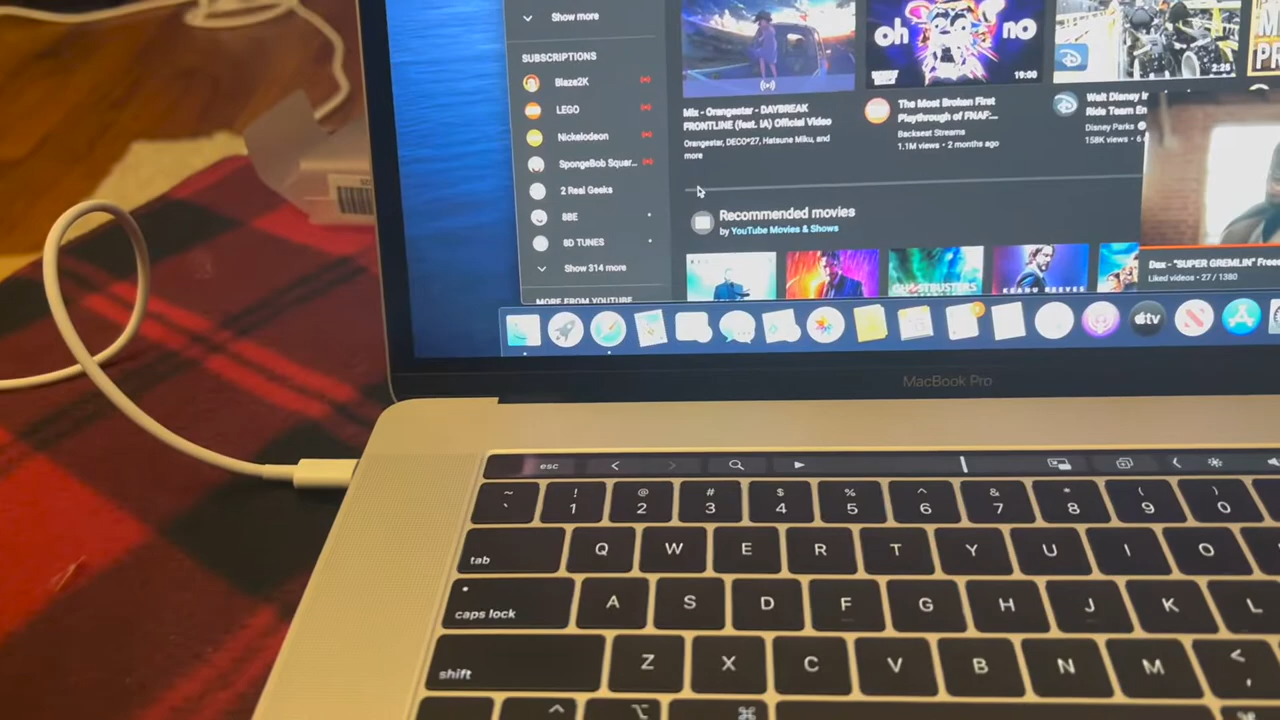 Show more
SUBSCRIPTIONS
Blaze2K
LEGO
Nickelodeon
SpongeBob Squar...
2 Real Geeks
8BE
8D TUNES
Show 314 more
MORE FROM YOUTUBE
Mix - Orangestar - DAYBREAK
FRONTLINE (feat. IA) Official Video
Orangestar, DECO*27, Hatsune Miku, and
more
oh no
19:00
The Most Broken First
Playthrough of FNAF:...
Backseat Streams
1.1M views • 2 months ago
2:25
Walt Disney
Ride Team En
Disney Parks
158K views • 6
Recommended movies
by YouTube Movies & Shows
GHOSTBUSTERS
KEANU REEVES
Dax - "SUPER GREMLIN" Free
Liked videos • 27 / 1380
tv
MacBook Pro
esc
~ ! @ # $ % ^ & * ( )
` 1 2 3 4 5 6 7 8 9 0
tab Q W E R T Y U I O
caps lock A S D F G H J K L
shift Z X C V B N M < ,